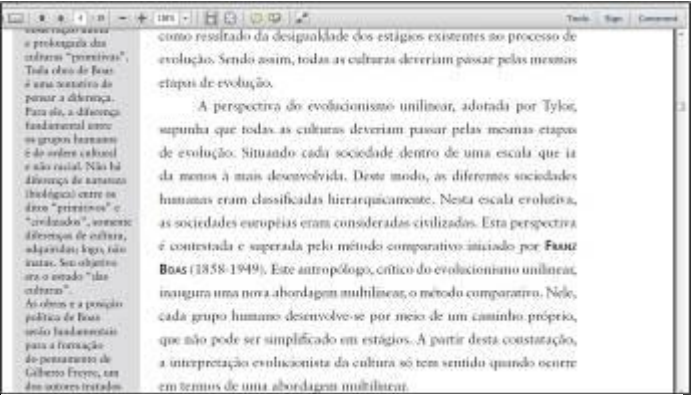 Tools Sign Comment
e prolongada das
culturas "primitivas".
Toda obra de Boas
é uma tentativa de
pensar a diferença.
Para ele, a diferença
fundamental entre
os grupos humanos
é de ordem cultural
e não racial. Não há
diferença de natureza
(biológica) entre os
ditos "primitivos" e
"civilizados", somente
diferenças de cultura,
adquiridas; logo, não
inatas. Seu objetivo
era o estudo "das
culturas".
As obras e a posição
política de Boas
serão fundamentais
para a formação
do pensamento de
Gilberto Freyre, um
dos autores tratados
como resultado da desigualdade dos estágios existentes no processo de
evolução. Sendo assim, todas as culturas deveriam passar pelas mesmas
etapas de evolução.
A perspectiva do evolucionismo unilinear, adotada por Tylor,
supunha que todas as culturas deveriam passar pelas mesmas etapas
de evolução. Situando cada sociedade dentro de uma escala que ia
da menos à mais desenvolvida. Deste modo, as diferentes sociedades
humanas eram classificadas hierarquicamente. Nesta escala evolutiva,
as sociedades européias eram consideradas civilizadas. Esta perspectiva
é contestada e superada pelo método comparativo iniciado por FRANZ
BOAS (1858-1949). Este antropólogo, crítico do evolucionismo unilinear,
inaugura uma nova abordagem multilinear, o método comparativo. Nele,
cada grupo humano desenvolve-se por meio de um caminho próprio,
que não pode ser simplificado em estágios. A partir desta constatação,
a interpretação evolucionista da cultura só tem sentido quando ocorre
em termos de uma abordagem multilinear.